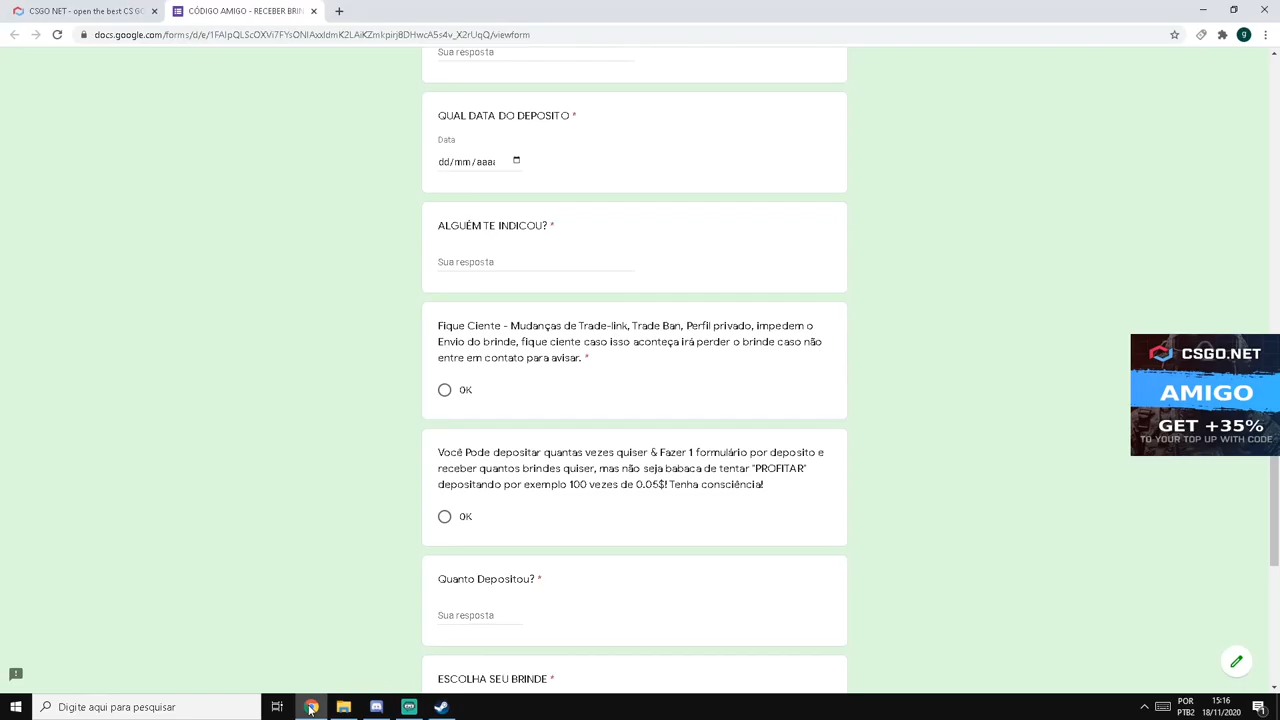 CSGO.NET - open the best CS GO
CÓDIGO AMIGO - RECEBER BRIN
docs.google.com/forms/d/e/1FAIpQLScOXVi7FYsONIAxxldmK2LAiKZmkpirj8DHwcA5s4v_X2rUqQ/viewform
g
Sua resposta
QUAL DATA DO DEPOSITO *
Data
dd/mm/aaaa
ALGUÉM TE INDICOU? *
Sua resposta
Fique Ciente - Mudanças de Trade-link, Trade Ban, Perfil privado, impedem o
Envio do brinde, fique ciente caso isso aconteça irá perder o brinde caso não
entre em contato para avisar. *
OK
Você Pode depositar quantas vezes quiser & Fazer 1 formulário por deposito e
receber quantos brindes quiser, mas não seja babaca de tentar "PROFITAR"
depositando por exemplo 100 vezes de 0.05$! Tenha consciência!
OK
Quanto Depositou? *
Sua resposta
ESCOLHA SEU BRINDE *
CSGO.NET
AMIGO
GET +35%
TO YOUR TOP UP WITH CODE
Digite aqui para pesquisar
POR
PTB2
15:16
18/11/2020
1